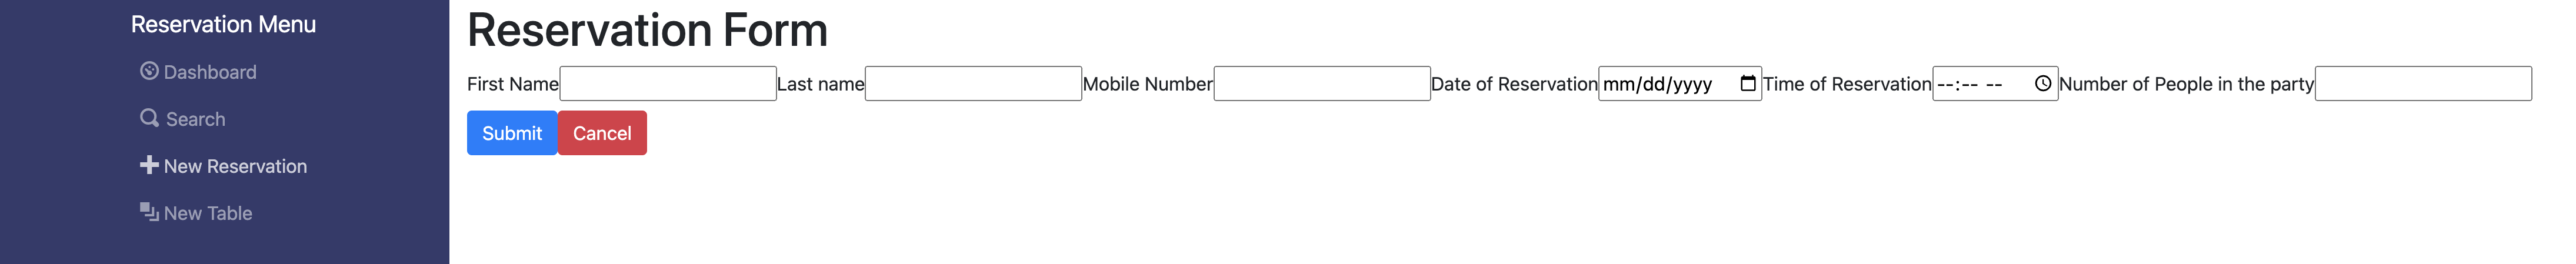 Reservation Menu
Dashboard
Search
New Reservation
New Table
Reservation Form
First Name Last name Mobile Number Date of Reservation mm/dd/yyyy Time of Reservation --:-- -- Number of People in the party
Submit Cancel